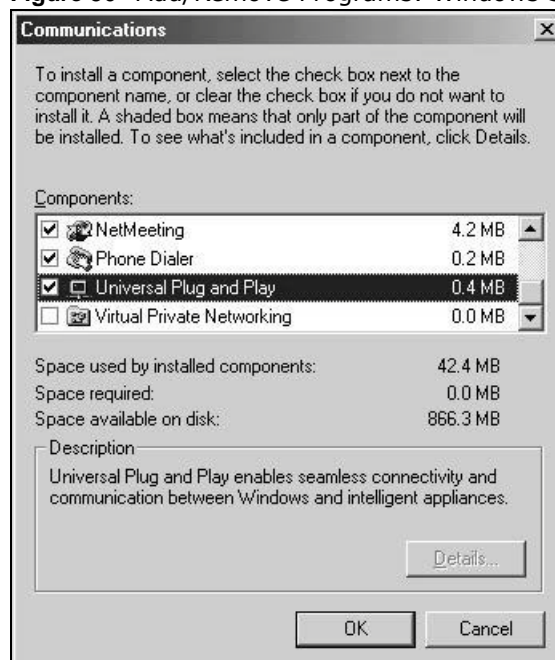 Add/Remove Programs: Windows
Communications
To install a component, select the check box next to the
component name, or clear the check box if you do not want to
install it. A shaded box means that only part of the component will
be installed. To see what's included in a component, click Details.
Components:
NetMeeting 4.2 MB
Phone Dialer 0.2 MB
Universal Plug and Play 0.4 MB
Virtual Private Networking 0.0 MB
Space used by installed components: 42.4 MB
Space required: 0.0 MB
Space available on disk: 866.3 MB
Description
Universal Plug and Play enables seamless connectivity and
communication between Windows and intelligent appliances.
Details...
OK Cancel